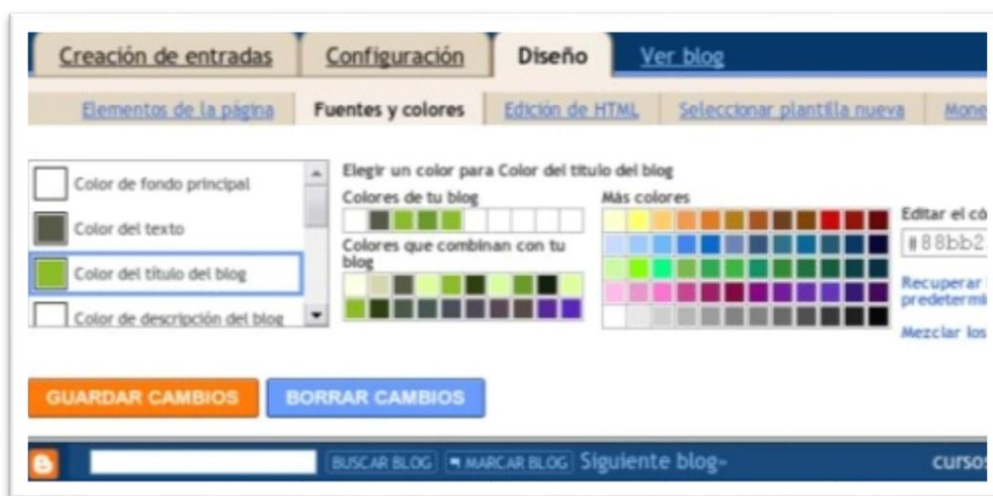 Creación de entradas Configuración Diseño Ver blog
Elementos de la página Fuentes y colores Edición de HTML Seleccionar plantilla nueva Mone
Color de fondo principal
Color del texto
Color del título del blog
Color de descripción del blog
Elegir un color para Color del título del blog
Colores de tu blog
Colores que combinan con tu
blog
Más colores
Editar el có
#88bb2
Recuperar
predetermi
Mezclar los
GUARDAR CAMBIOS BORRAR CAMBIOS
BUSCAR BLOG MARCAR BLOG Siguiente blog» cursos